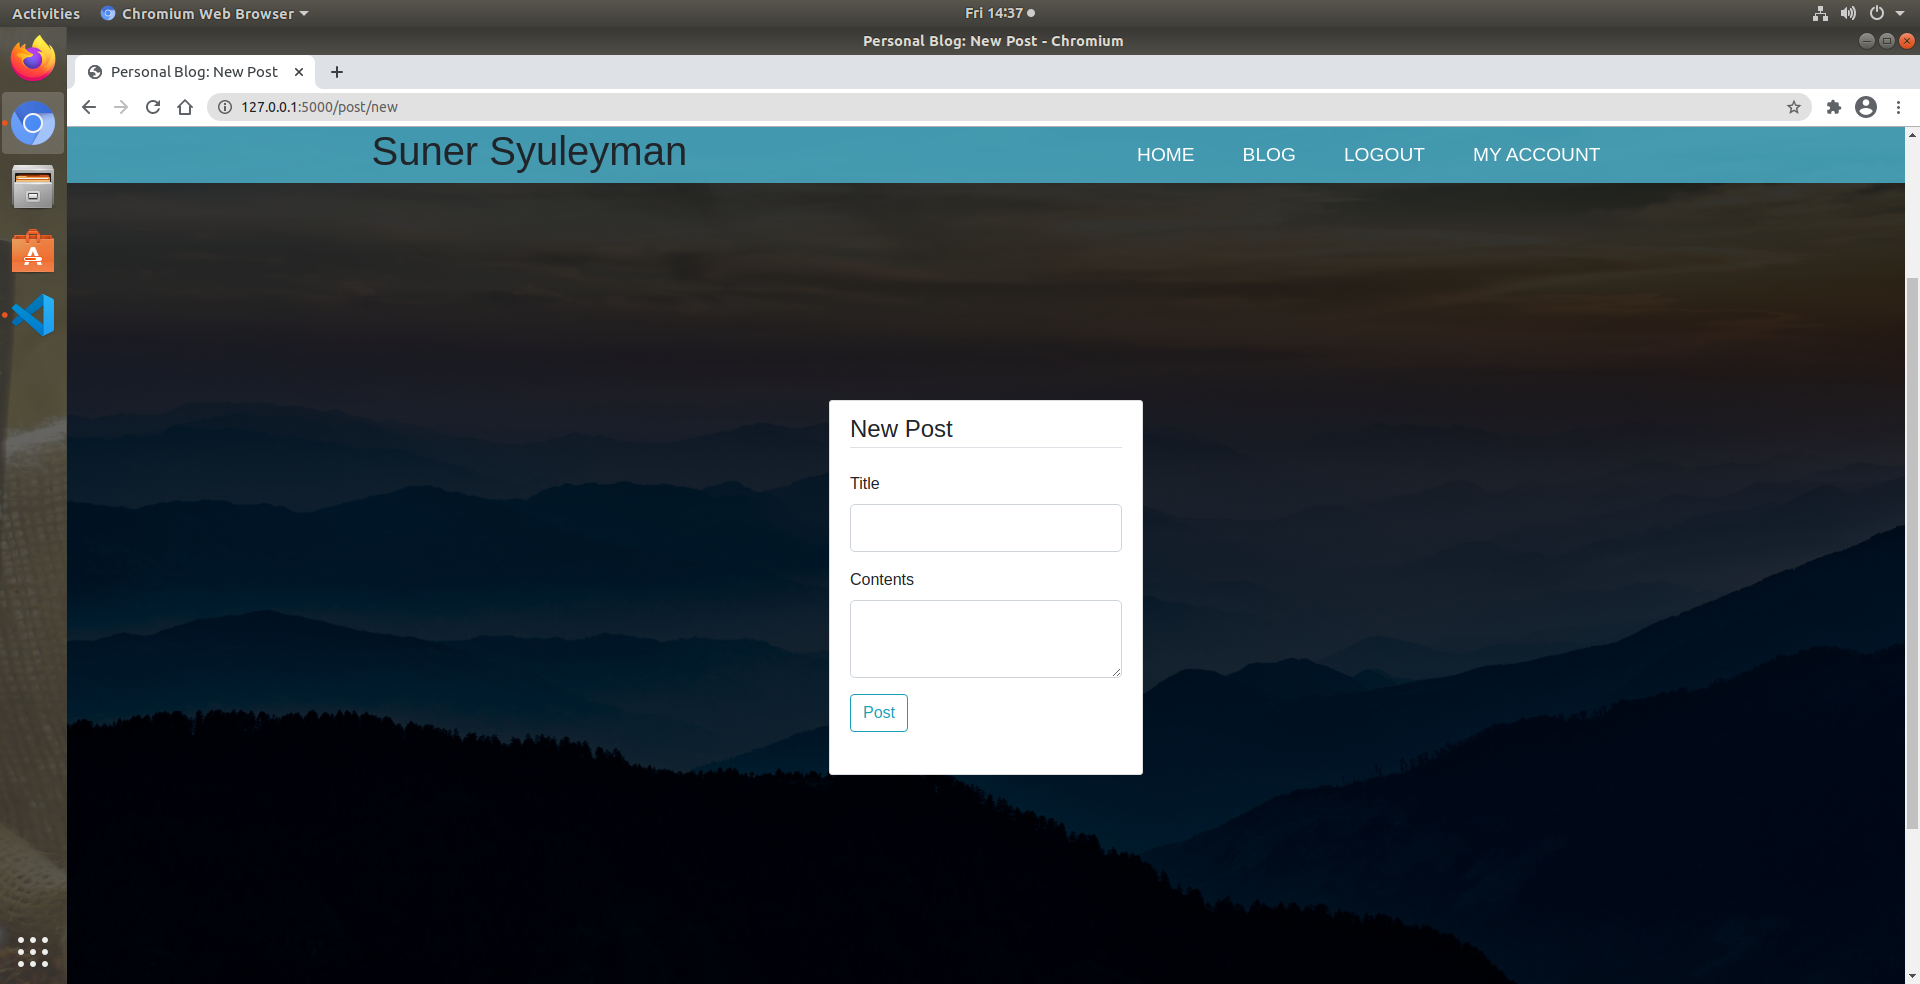 Activities
Chromium Web Browser
Fri 14:37
Personal Blog: New Post - Chromium
Personal Blog: New Post
127.0.0.1:5000/post/new
Suner Syuleyman
HOME BLOG LOGOUT MY ACCOUNT
New Post
Title
Contents
Post